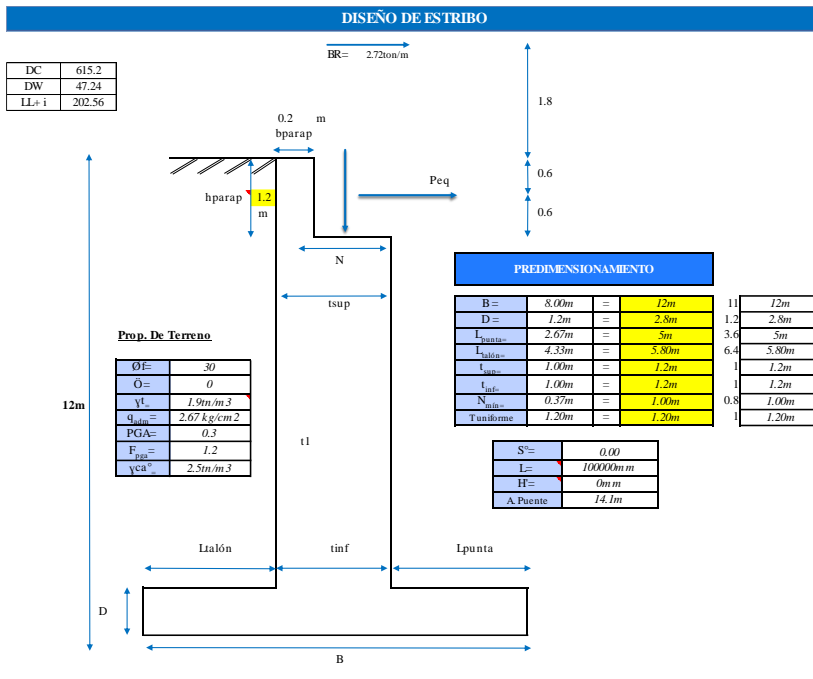 DISEÑO DE ESTRIBO
BR= 2.72ton/m
DC 615.2
DW 47.24
LL+ i 202.56
1.8
0.2 m
bparap
Peq
0.6
hparap 1.2
m
0.6
N
PREDIMENSIONAMIENTO
tsup
B = 8.00m = 12m 11 12m
D = 1.2m = 2.8m 1.2 2.8m
Lpunta= 2.67m = 5m 3.6 5m
Ltalón= 4.33m = 5.80m 6.4 5.80m
tsup= 1.00m = 1.2m 1 1.2m
tinf= 1.00m = 1.2m 1 1.2m
Nmin= 0.37m = 1.00m 0.8 1.00m
T uniforme 1.20m = 1.20m 1 1.20m
Prop. De Terreno
Øf= 30
Ö= 0
γt= 1.9tn/m3
qadm= 2.67 kg/cm2
PGA= 0.3
Fpga= 1.2
γca°= 2.5tn/m3
12m
t1
S°= 0.00
L= 100000mm
H'= 0mm
A. Puente 14.1m
Ltalón tinf Lpunta
D
B